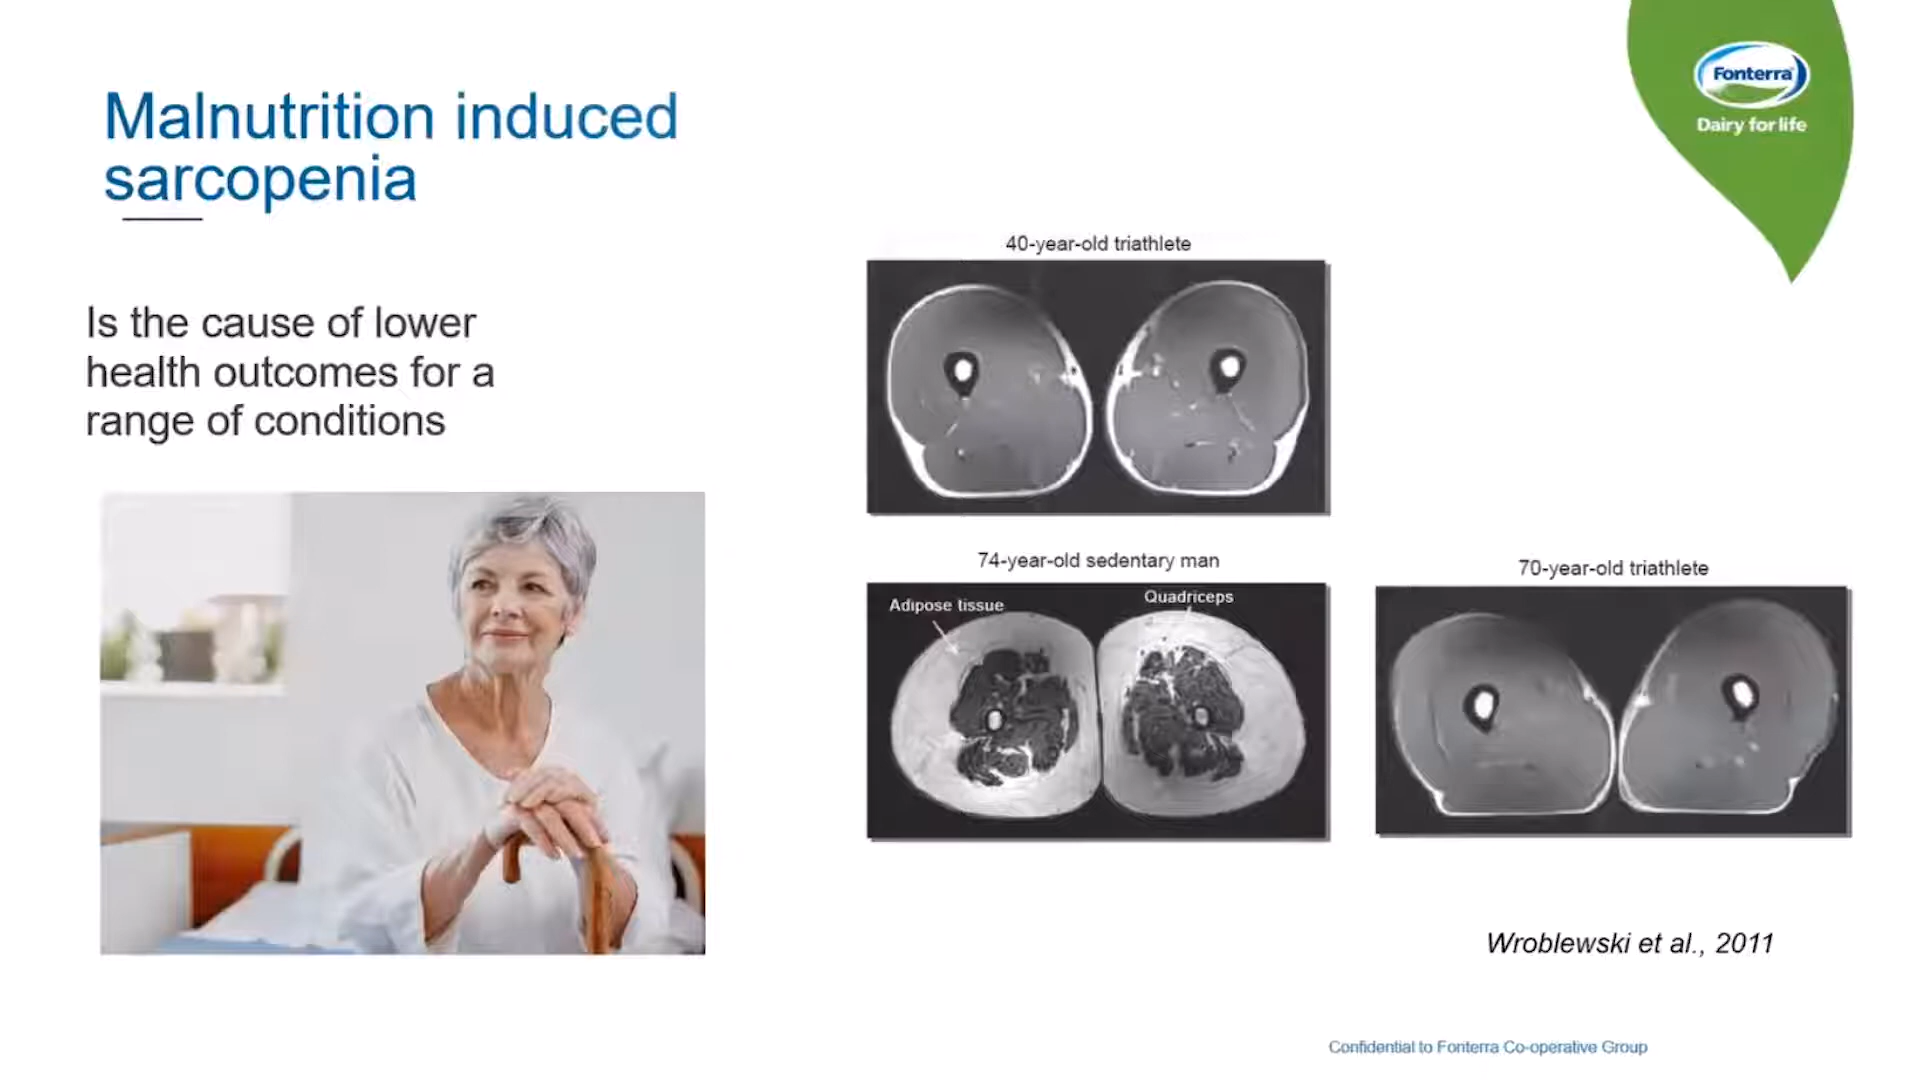 Malnutrition induced
sarcopenia
Fonterra
Dairy for life
Is the cause of lower
health outcomes for a
range of conditions
40-year-old triathlete
74-year-old sedentary man
Adipose tissue
Quadriceps
70-year-old triathlete
Wroblewski et al., 2011
Confidential to Fonterra Co-operative Group